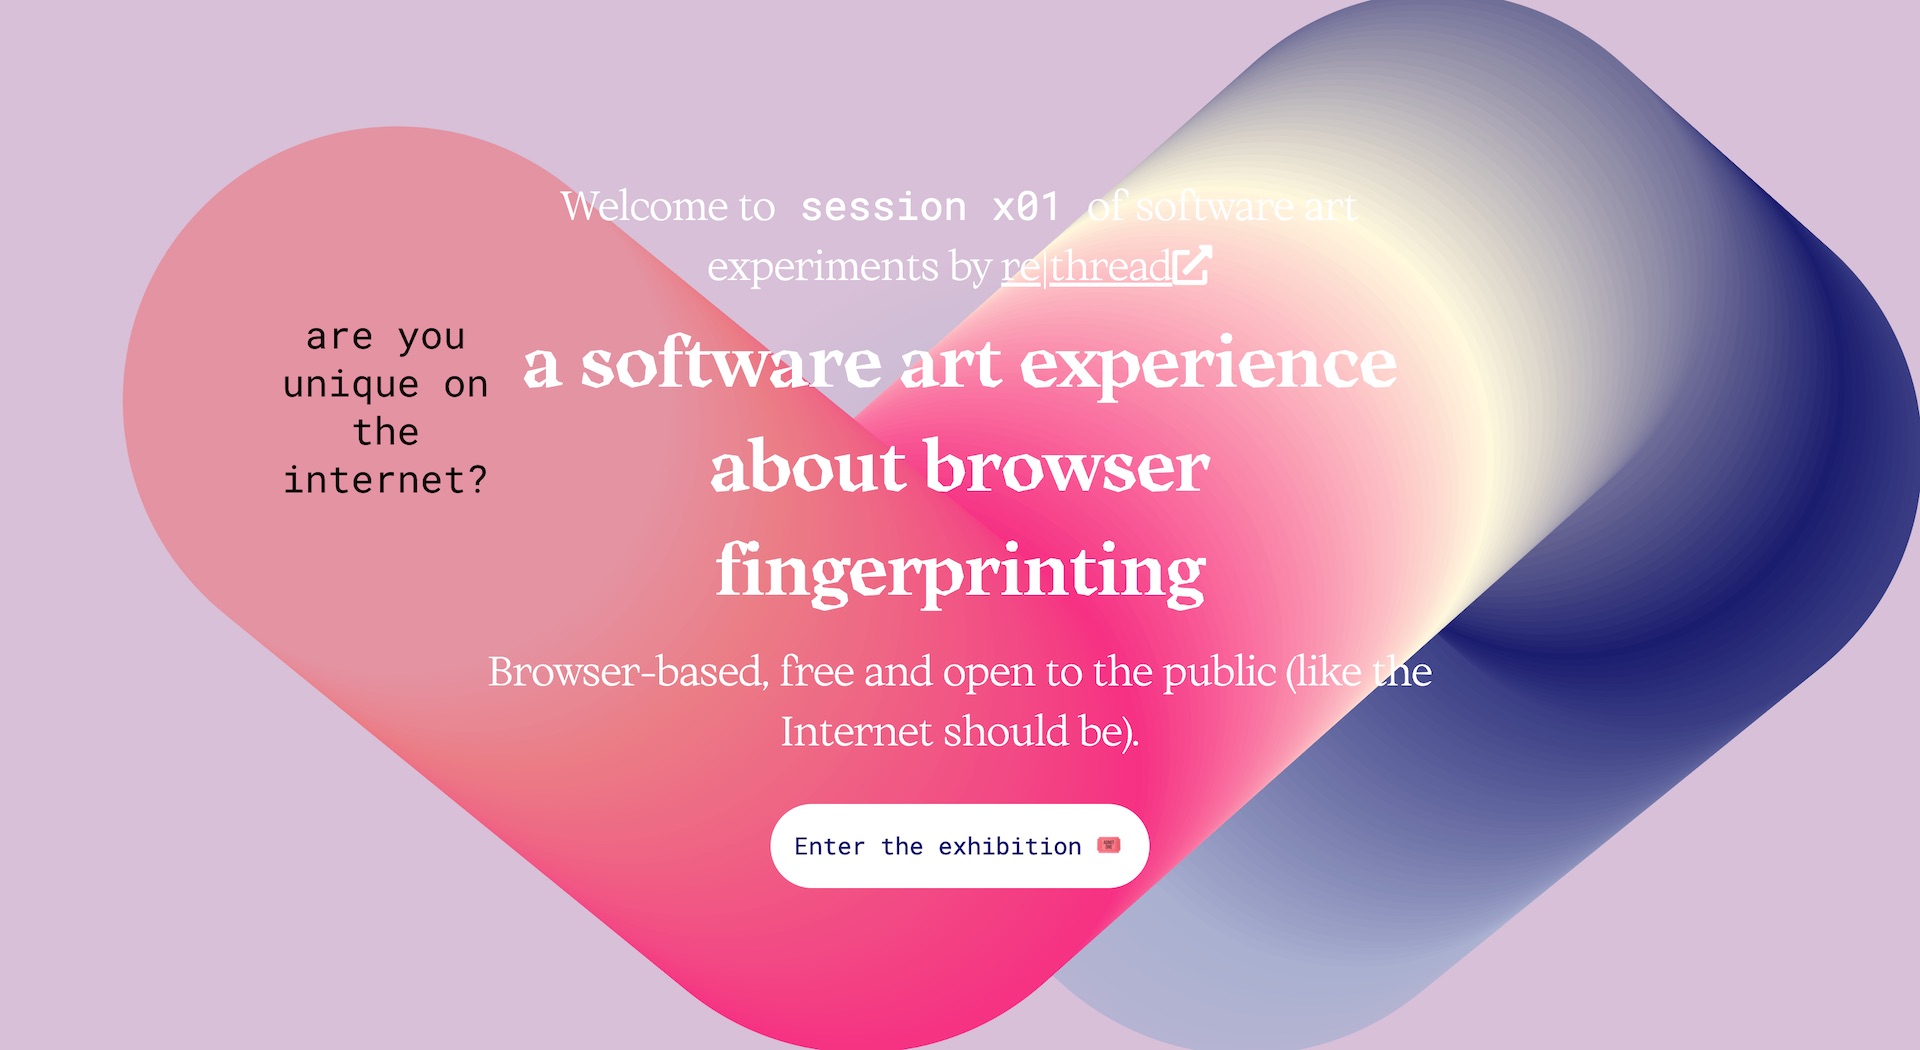 Welcome to session x01 of software art
experiments by re|thread
are you
unique on
the
internet?
a software art experience
about browser
fingerprinting
Browser-based, free and open to the public (like the
Internet should be).
Enter the exhibition